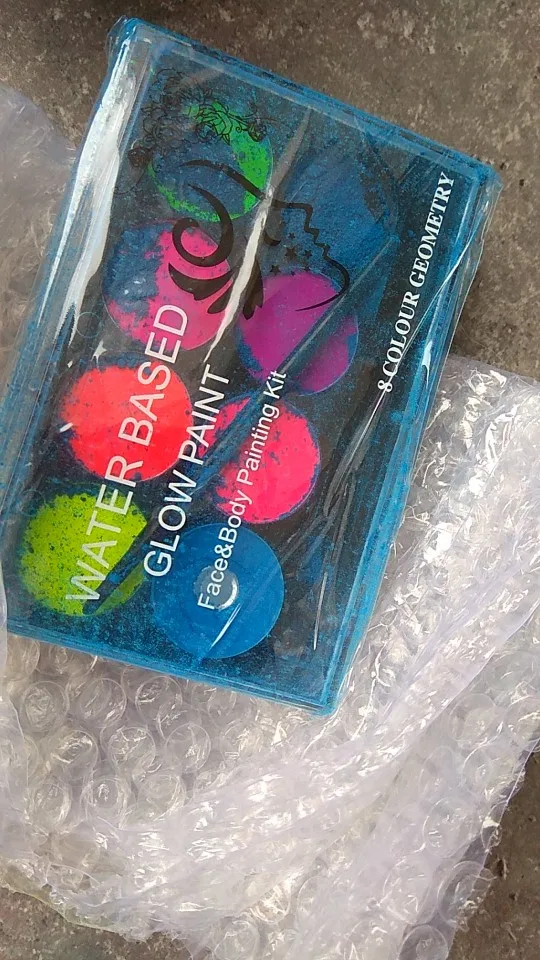 WATER BASED
GLOW PAINT
Face&Body Painting Kit
8 COLOUR GEOMETRY